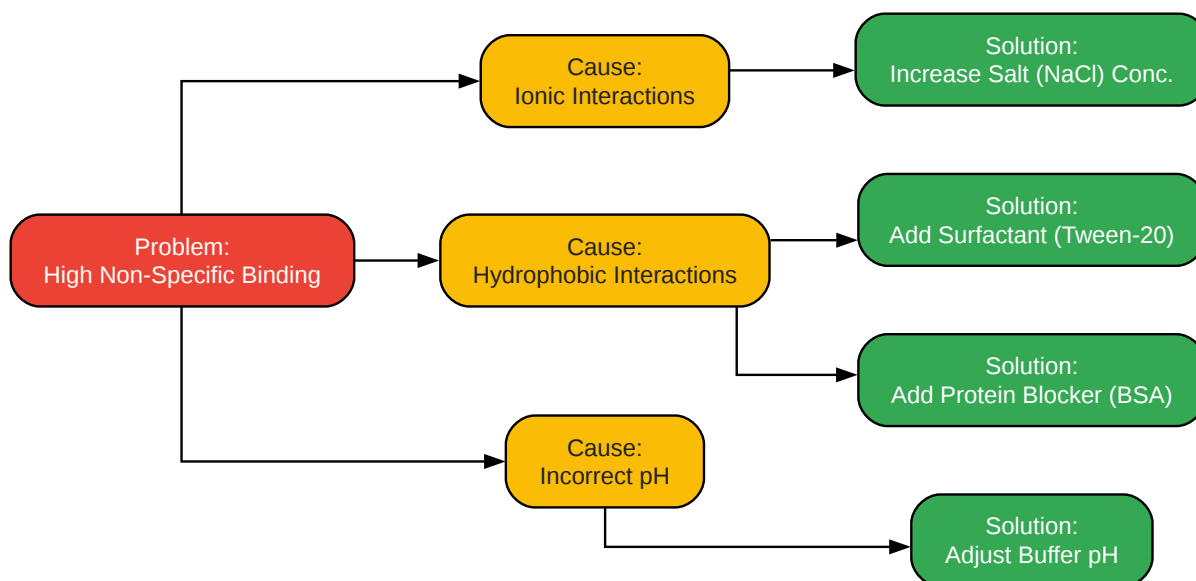 Problem:
High Non-Specific Binding
Cause:
Ionic Interactions
Solution:
Increase Salt (NaCl) Conc.
Cause:
Hydrophobic Interactions
Solution:
Add Surfactant (Tween-20)
Solution:
Add Protein Blocker (BSA)
Cause:
Incorrect pH
Solution:
Adjust Buffer pH